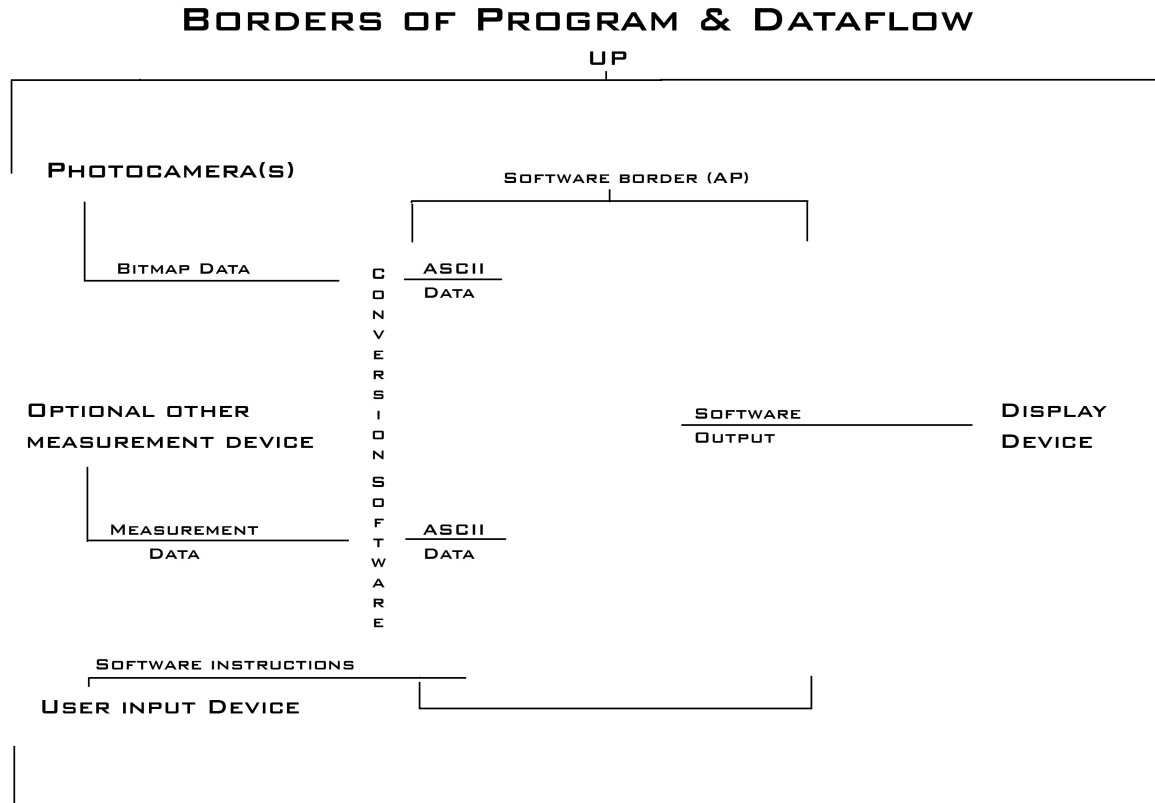 Borders of Program & Dataflow
UP
Photocamera(s)
Software border (AP)
Bitmap Data
ASCII
Data
Conversion Software
Optional other
measurement device
Software
Output
Display
Device
Measurement
Data
ASCII
Data
Software instructions
User input Device